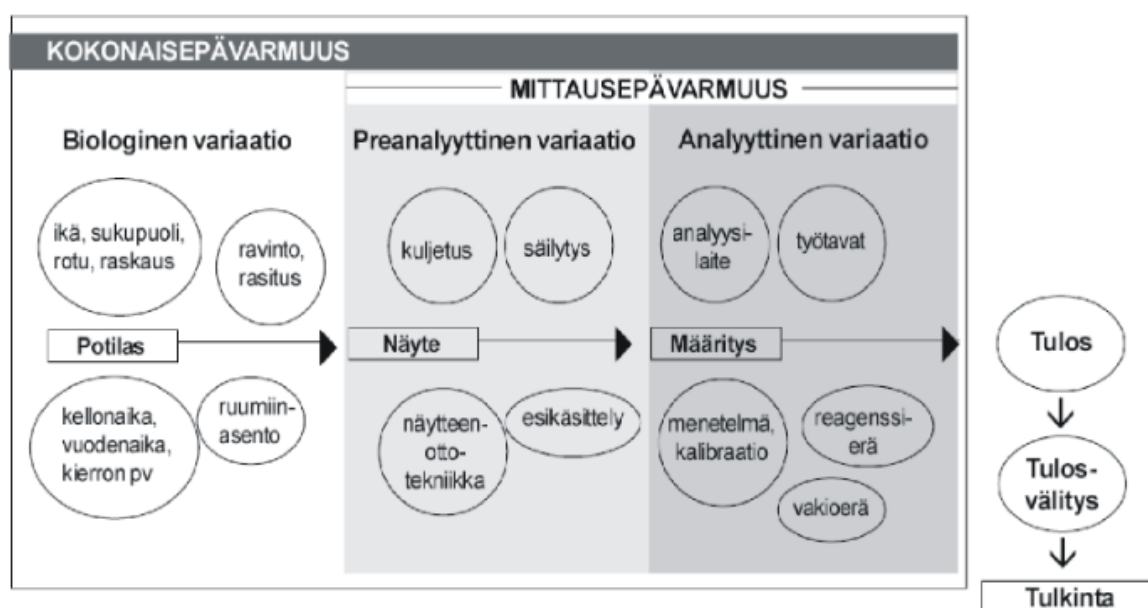 KOKONAISEPÄVARMUUS
MITTAUSEPÄVARMUUS
Biologinen variaatio
ikä, sukupuoli,
rotu, raskaus
ravinto,
rasitus
Potilas
kellonaika,
vuodenaika,
kierron pv
ruumiin-
asento
Preanalyyttinen variaatio
kuljetus
säilytys
Näyte
näytteen-
otto-
tekniikka
esikäsittely
Analyyttinen variaatio
analyysi-
laite
työtavat
Määritys
menetelmä,
kalibraatio
reagenssi-
erä
vakioerä
Tulos
Tulos-
välitys
Tulkinta